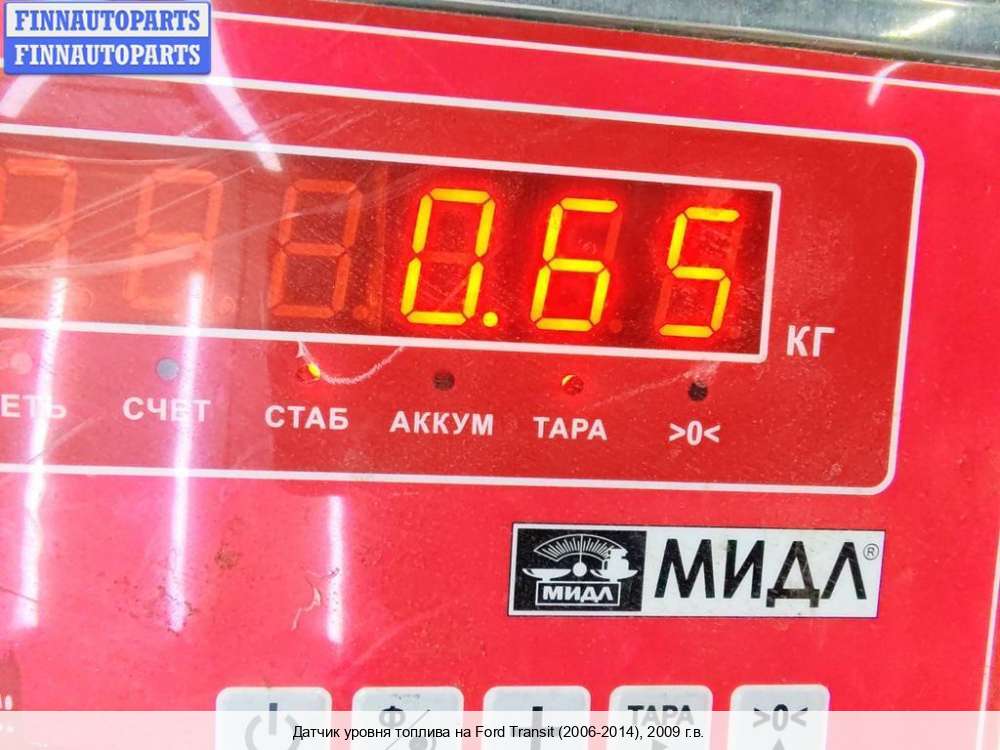 FINNAUTOPARTS
FINNAUTOPARTS
0.65
КГ
ЕТЬ СЧЕТ СТАБ АККУМ ТАРА >0<
МИДЛ МИДЛ®
Ф ТАРА >0<
Датчик уровня топлива на Ford Transit (2006-2014), 2009 г.в.